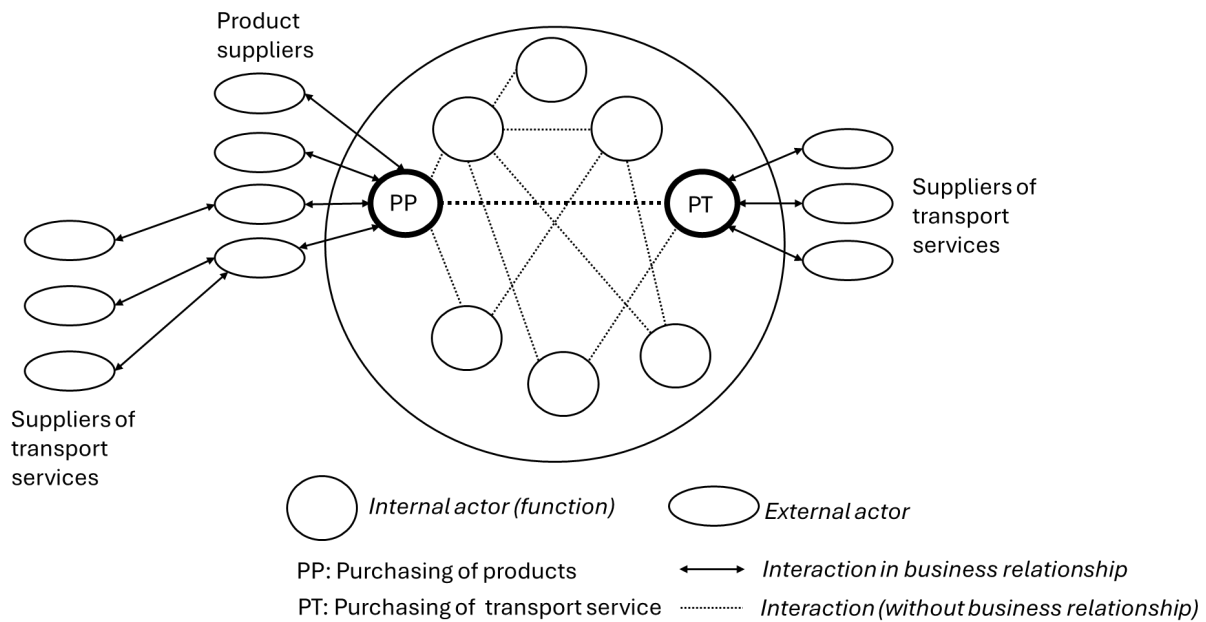 Product
suppliers
PP
PT
Suppliers of
transport
services
Suppliers of
transport
services
Internal actor (function)
External actor
PP: Purchasing of products
Interaction in business relationship
PT: Purchasing of transport service
Interaction (without business relationship)